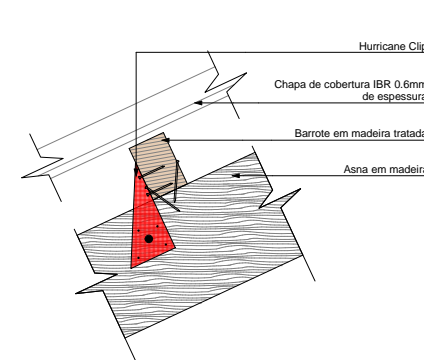 Hurricane Clip
Chapa de cobertura IBR 0.6mm
de espessura
Barrote em madeira tratada
Asna em madeira